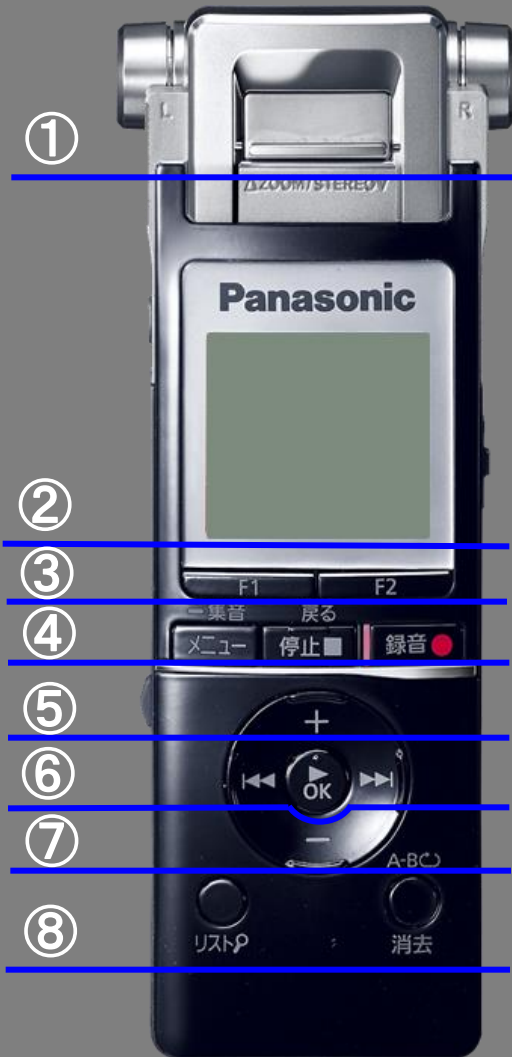 L R
①
△ZOOM/STEREO▽
Panasonic
②
③ F1 F2
集音 戻る
④ メニュー 停止■ 録音●
⑤ +
⑥ ⏮ ▶ ⏭
OK
⑦ −
A-B
⑧
リスト 消去